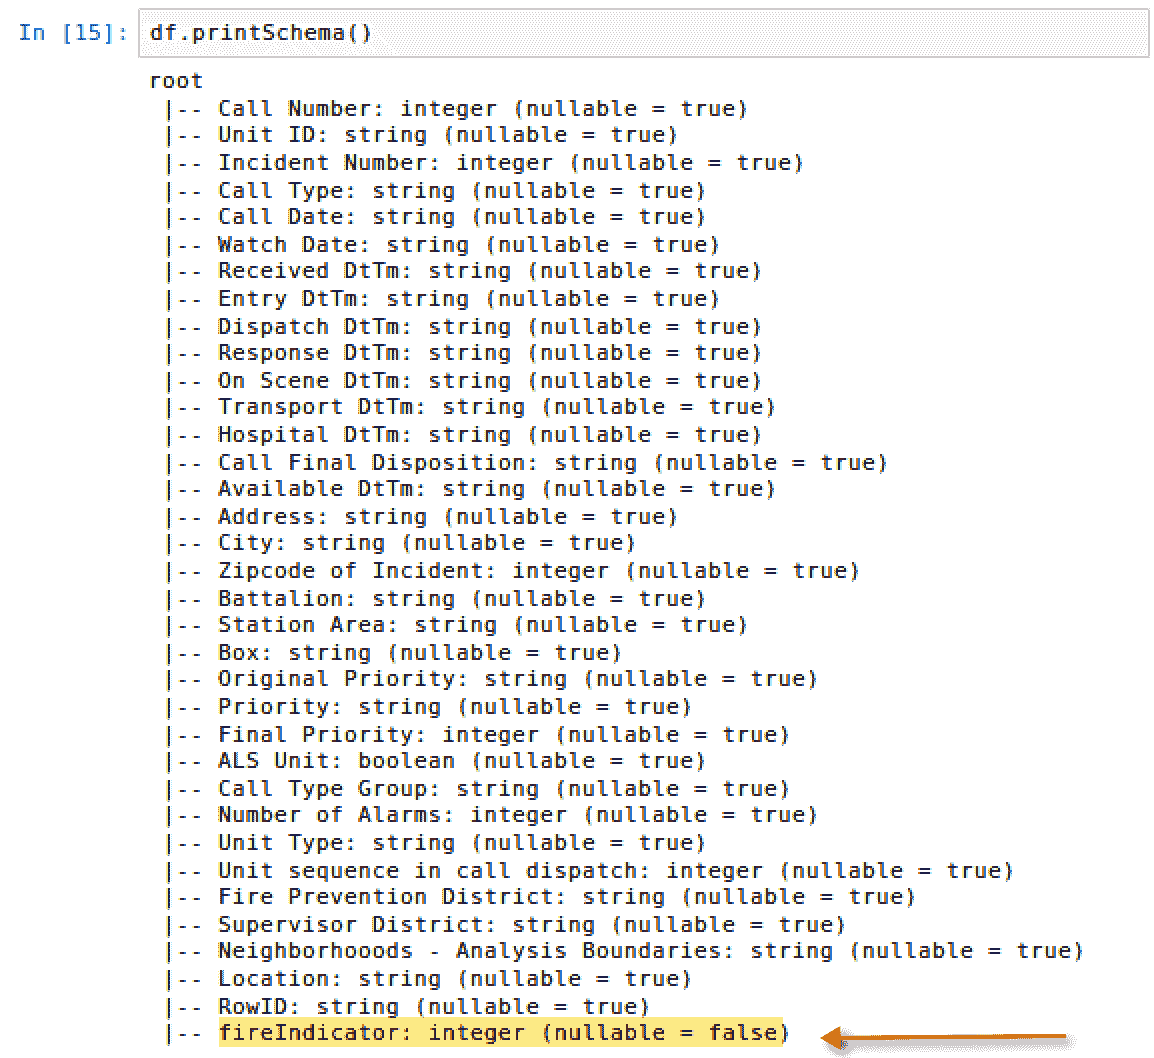 In [15]: df.printSchema()
root
|-- Call Number: integer (nullable = true)
|-- Unit ID: string (nullable = true)
|-- Incident Number: integer (nullable = true)
|-- Call Type: string (nullable = true)
|-- Call Date: string (nullable = true)
|-- Watch Date: string (nullable = true)
|-- Received DtTm: string (nullable = true)
|-- Entry DtTm: string (nullable = true)
|-- Dispatch DtTm: string (nullable = true)
|-- Response DtTm: string (nullable = true)
|-- On Scene DtTm: string (nullable = true)
|-- Transport DtTm: string (nullable = true)
|-- Hospital DtTm: string (nullable = true)
|-- Call Final Disposition: string (nullable = true)
|-- Available DtTm: string (nullable = true)
|-- Address: string (nullable = true)
|-- City: string (nullable = true)
|-- Zipcode of Incident: integer (nullable = true)
|-- Battalion: string (nullable = true)
|-- Station Area: string (nullable = true)
|-- Box: string (nullable = true)
|-- Original Priority: string (nullable = true)
|-- Priority: string (nullable = true)
|-- Final Priority: integer (nullable = true)
|-- ALS Unit: boolean (nullable = true)
|-- Call Type Group: string (nullable = true)
|-- Number of Alarms: integer (nullable = true)
|-- Unit Type: string (nullable = true)
|-- Unit sequence in call dispatch: integer (nullable = true)
|-- Fire Prevention District: string (nullable = true)
|-- Supervisor District: string (nullable = true)
|-- Neighborhooods - Analysis Boundaries: string (nullable = true)
|-- Location: string (nullable = true)
|-- RowID: string (nullable = true)
|-- fireIndicator: integer (nullable = false)